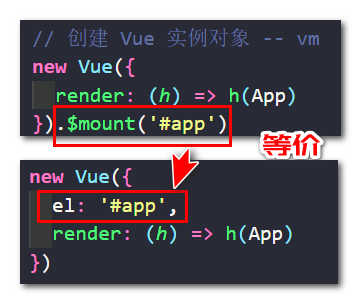 // 创建 Vue 实例对象 -- vm
new Vue({
  render: (h) => h(App)
}).$mount('#app')
等价
new Vue({
  el: '#app',
  render: (h) => h(App)
})